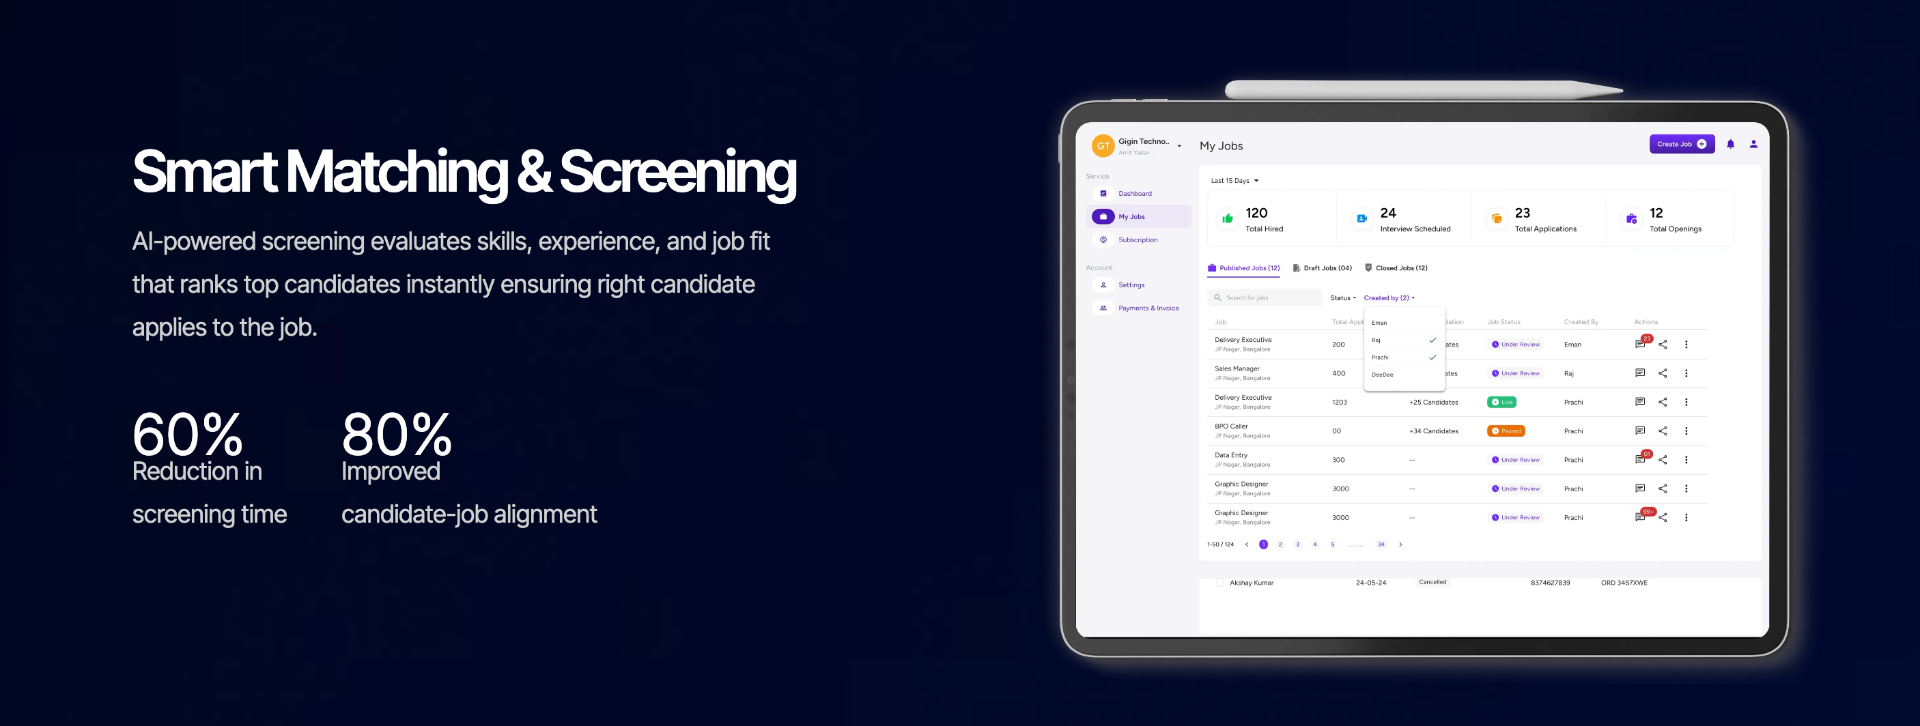 Smart Matching & Screening
AI-powered screening evaluates skills, experience, and job fit
that ranks top candidates instantly ensuring right candidate
applies to the job.
60%
Reduction in
screening time
80%
Improved
candidate-job alignment
GT
Gigin Techno..
Amit Yadav
Service
Dashboard
My Jobs
Subscription
Account
Settings
Payments & Invoice
My Jobs
Create Job
Last 15 Days
120
Total Hired
24
Interview Scheduled
23
Total Applications
12
Total Openings
Published Jobs (12)
Draft Jobs (04)
Closed Jobs (12)
Search for jobs
Status
Created by (2)
Eman
Raj
Prachi
DeeDee
Job Total Appl dation Job Status Created By Actions
Delivery Executive 200 ates Under Review Eman 23
JP Nagar, Bangalore
Sales Manager 400 ates Under Review Raj
JP Nagar, Bangalore
Delivery Executive 1203 +25 Candidates Live Prachi
JP Nagar, Bangalore
BPO Caller 00 +34 Candidates Paused Prachi
JP Nagar, Bangalore
Data Entry 300 -- Under Review Prachi 01
JP Nagar, Bangalore
Graphic Designer 3000 -- Under Review Prachi
JP Nagar, Bangalore
Graphic Designer 3000 -- Under Review Prachi 99+
JP Nagar, Bangalore
1-50 / 124 < 1 2 3 4 5 ...... 34 >
Akshay Kumar 24-05-24 Cancelled 8374627839 ORD 3457XWE